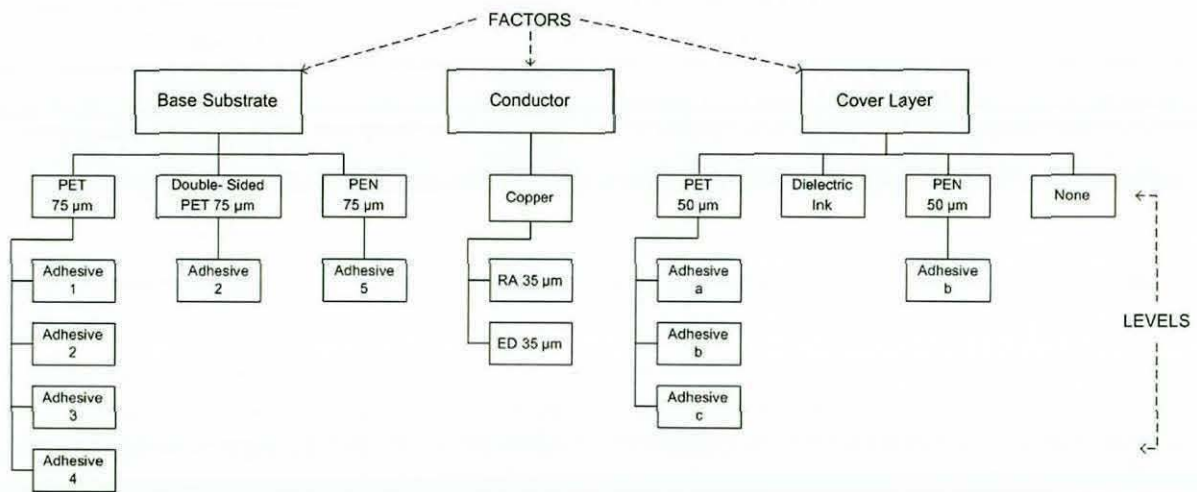 FACTORS
Base Substrate
Conductor
Cover Layer
PET
75 µm
Double- Sided
PET 75 µm
PEN
75 µm
Copper
PET
50 µm
Dielectric
Ink
PEN
50 µm
None
Adhesive
1
Adhesive
2
Adhesive
5
RA 35 µm
Adhesive
a
Adhesive
b
LEVELS
Adhesive
2
ED 35 µm
Adhesive
b
Adhesive
3
Adhesive
c
Adhesive
4